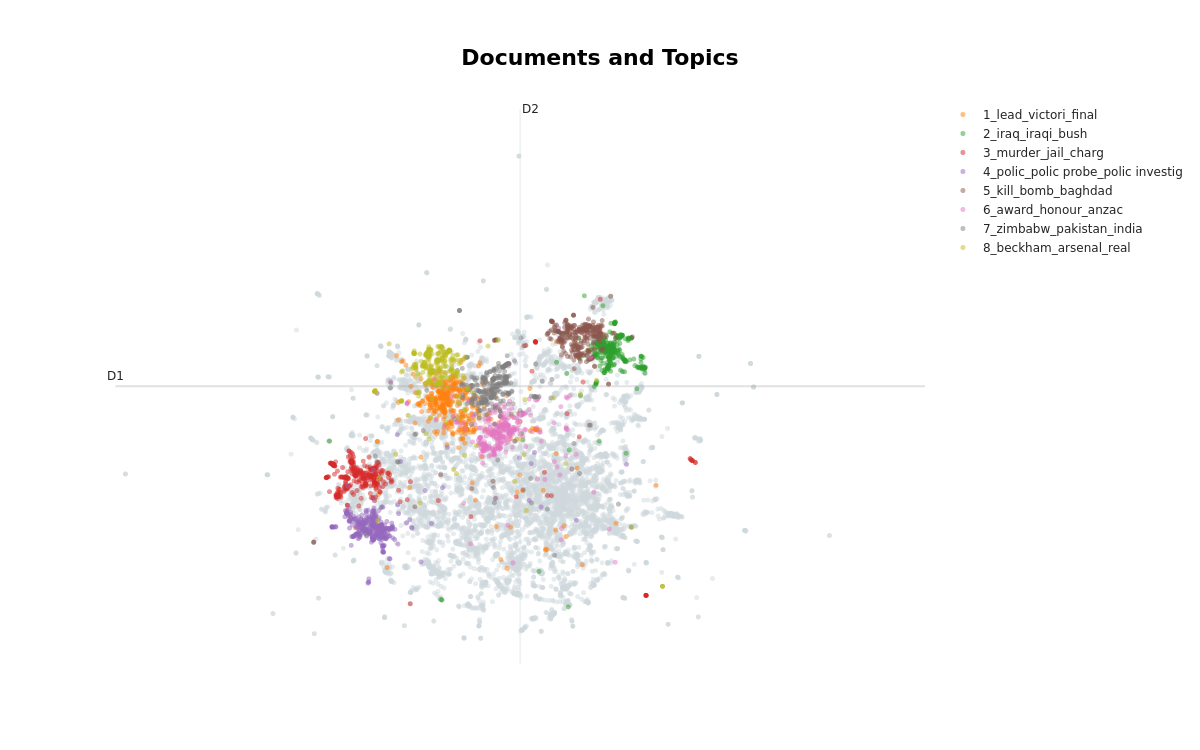 Documents and Topics
D2
D1
1_lead_victori_final
2_iraq_iraqi_bush
3_murder_jail_charg
4_polic_polic probe_polic investig
5_kill_bomb_baghdad
6_award_honour_anzac
7_zimbabw_pakistan_india
8_beckham_arsenal_real